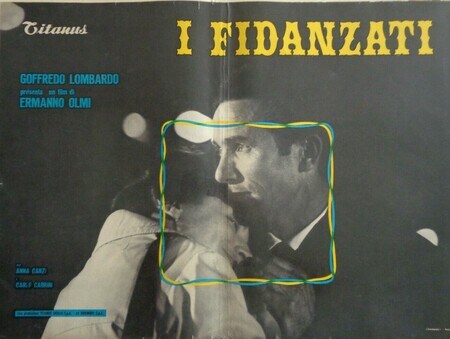 Titanus
I FIDANZATI
GOFFREDO LOMBARDO
presenta un film di
ERMANNO OLMI
con
ANNA CANZI
e
CARLO CABRINI